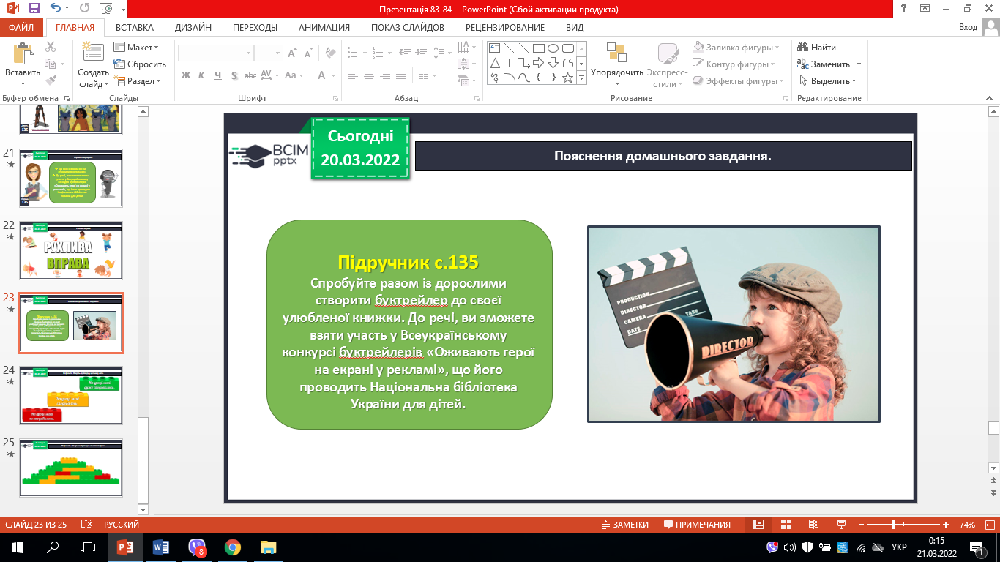 Презентація 83-84 - PowerPoint (Сбой активации продукта)
ФАЙЛ ГЛАВНАЯ ВСТАВКА ДИЗАЙН ПЕРЕХОДЫ АНИМАЦИЯ ПОКАЗ СЛАЙДОВ РЕЦЕНЗИРОВАНИЕ ВИД Вход
Вставить
Создать слайд
Макет
Сбросить
Раздел
Ж К Ч S abc AV Aa A
Заливка фигуры
Контур фигуры
Эффекты фигуры
Упорядочить
Экспресс-стили
Найти
Заменить
Выделить
Буфер обмена Слайды Шрифт Абзац Рисование Редактирование
135
21
135
22
РУХЛИВА
ВПРАВА
23
24
25
ВСІМ
pptx
Сьогодні
20.03.2022
Пояснення домашнього завдання.
Підручник с.135
Спробуйте разом із дорослими
створити буктрейлер до своєї
улюбленої книжки. До речі, ви зможете
взяти участь у Всеукраїнському
конкурсі буктрейлерів «Оживають герої
на екрані у рекламі», що його
проводить Національна бібліотека
України для дітей.
PRODUCTION
DIRECTOR
CAMERA
DATE
TAKE
DIRECTOR
СЛАЙД 23 ИЗ 25 РУССКИЙ ЗАМЕТКИ ПРИМЕЧАНИЯ 74%
8
УКР
0:15
21.03.2022
1